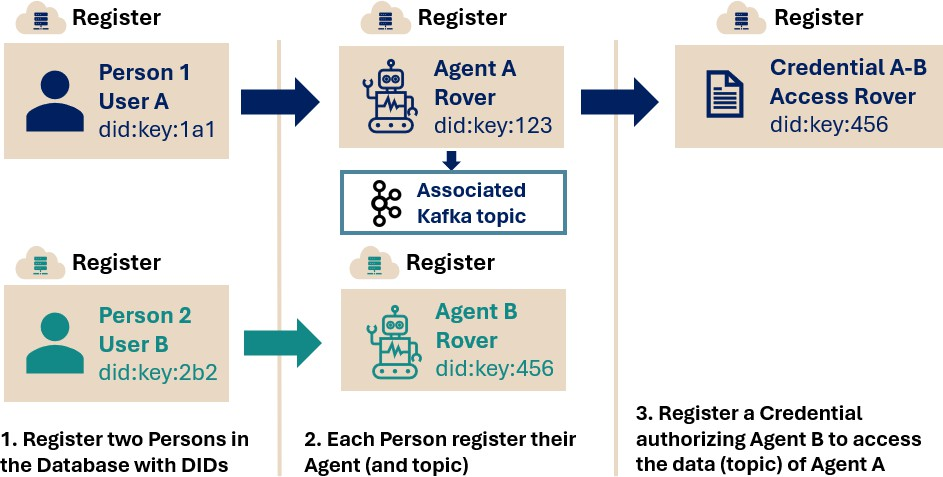 Register
Person 1
User A
did:key:1a1
Register
Agent A
Rover
did:key:123
Associated
Kafka topic
Register
Credential A-B
Access Rover
did:key:456
Register
Person 2
User B
did:key:2b2
Register
Agent B
Rover
did:key:456
1. Register two Persons in
the Database with DIDs
2. Each Person register their
Agent (and topic)
3. Register a Credential
authorizing Agent B to access
the data (topic) of Agent A